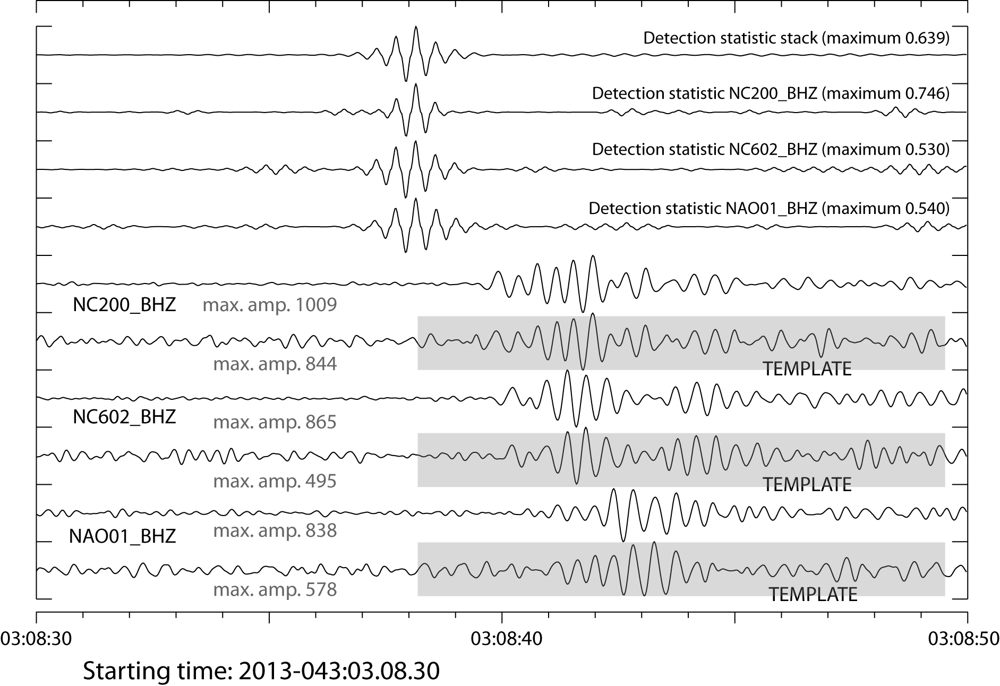 Detection statistic stack (maximum 0.639)
Detection statistic NC200_BHZ (maximum 0.746)
Detection statistic NC602_BHZ (maximum 0.530)
Detection statistic NAO01_BHZ (maximum 0.540)
NC200_BHZ max. amp. 1009
max. amp. 844
TEMPLATE
NC602_BHZ max. amp. 865
max. amp. 495
TEMPLATE
NAO01_BHZ max. amp. 838
max. amp. 578
TEMPLATE
03:08:30 03:08:40 03:08:50
Starting time: 2013-043:03.08.30